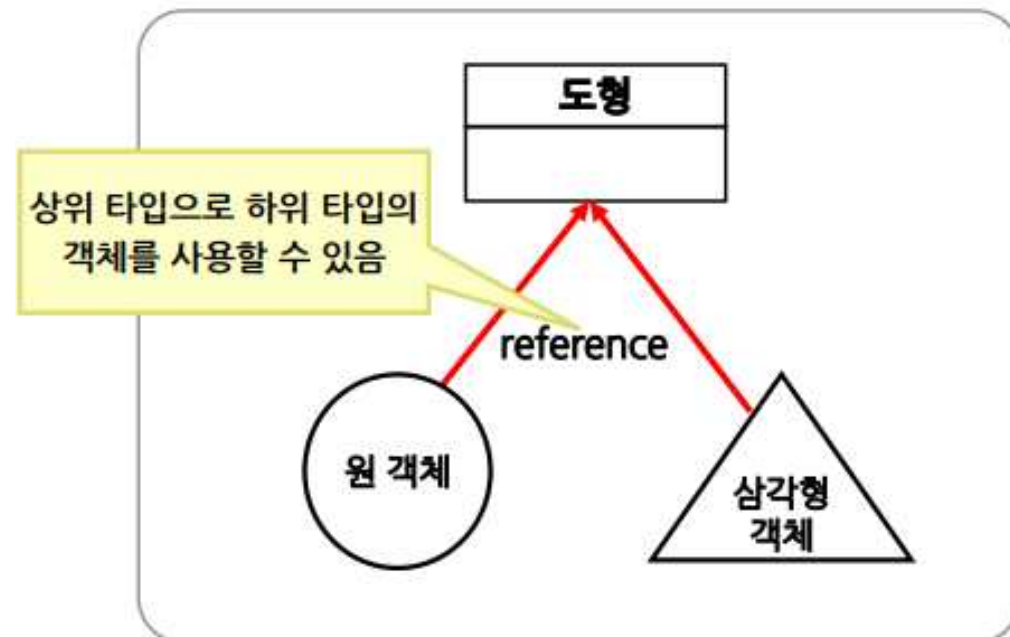 도형
상위 타입으로 하위 타입의
객체를 사용할 수 있음
reference
원 객체
삼각형
객체